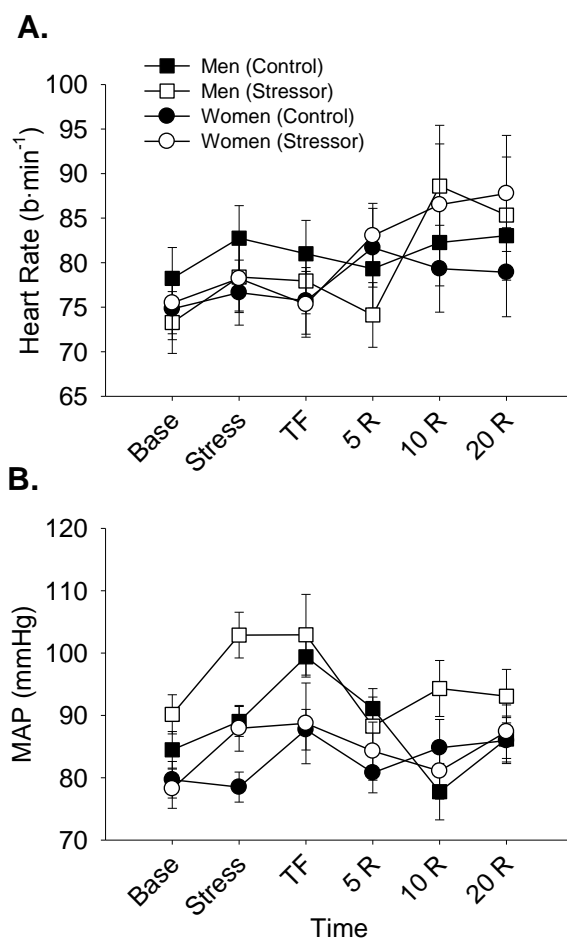 A.
Men (Control)
Men (Stressor)
Women (Control)
Women (Stressor)
Heart Rate (b·min⁻¹)
100
95
90
85
80
75
70
65
Base
Stress
TF
5 R
10 R
20 R
B.
MAP (mmHg)
120
110
100
90
80
70
Base
Stress
TF
5 R
10 R
20 R
Time